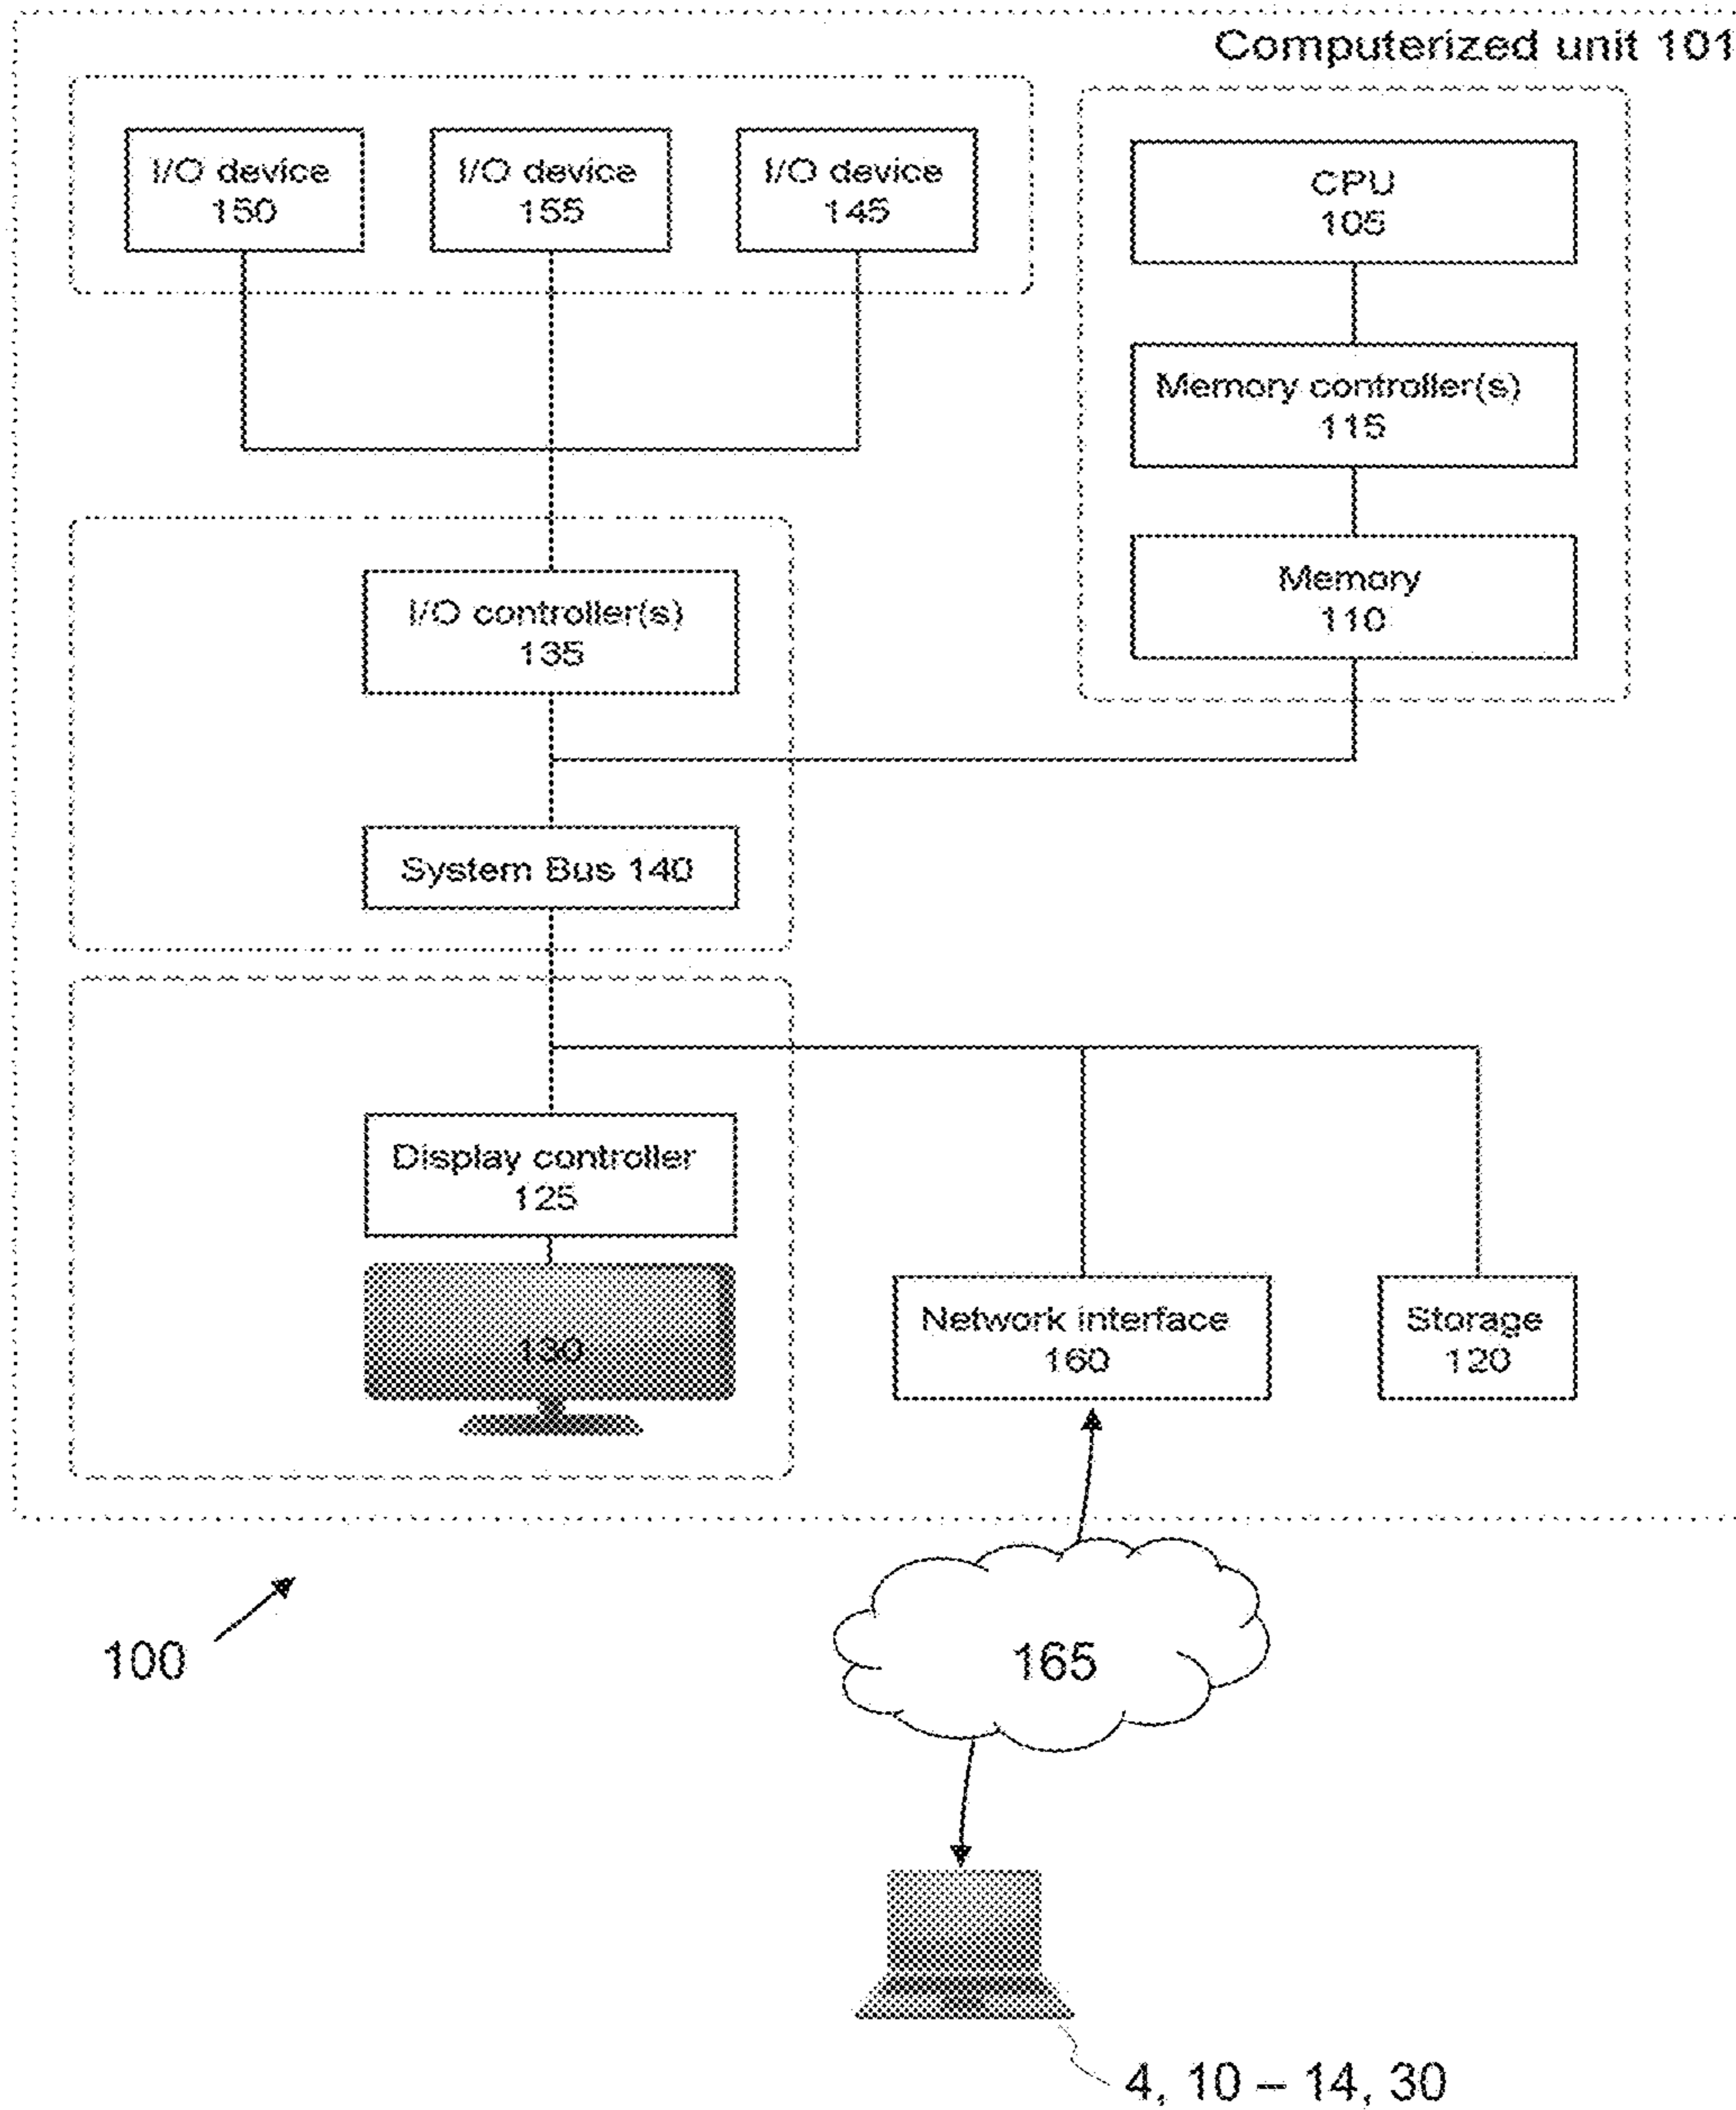 Computerized unit 101
I/O device
150
I/O device
155
I/O device
145
CPU
105
Memory controller(s)
115
Memory
110
I/O controller(s)
135
System Bus 140
Display controller
125
130
Network interface
160
Storage
120
100
165
4, 10 – 14, 30